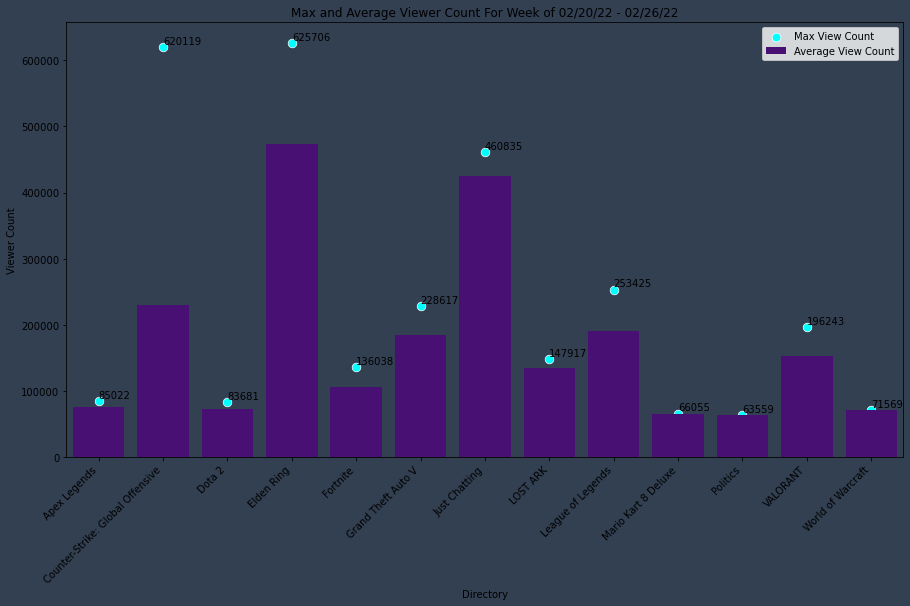 Max and Average Viewer Count For Week of 02/20/22 - 02/26/22
Max View Count
Average View Count
Viewer Count
600000
500000
400000
300000
200000
100000
0
85022
620119
83681
625706
136038
228617
460835
147917
253425
66055
63559
196243
71569
Apex Legends
Counter-Strike: Global Offensive
Dota 2
Elden Ring
Fortnite
Grand Theft Auto V
Just Chatting
LOST ARK
League of Legends
Mario Kart 8 Deluxe
Politics
VALORANT
World of Warcraft
Directory